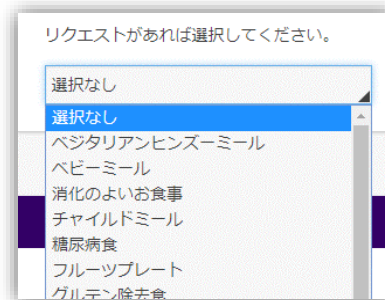 リクエストがあれば選択してください。
選択なし
選択なし
ベジタリアンヒンズーミール
ベビーミール
消化のよいお食事
チャイルドミール
糖尿病食
フルーツプレート
グルテン除去食